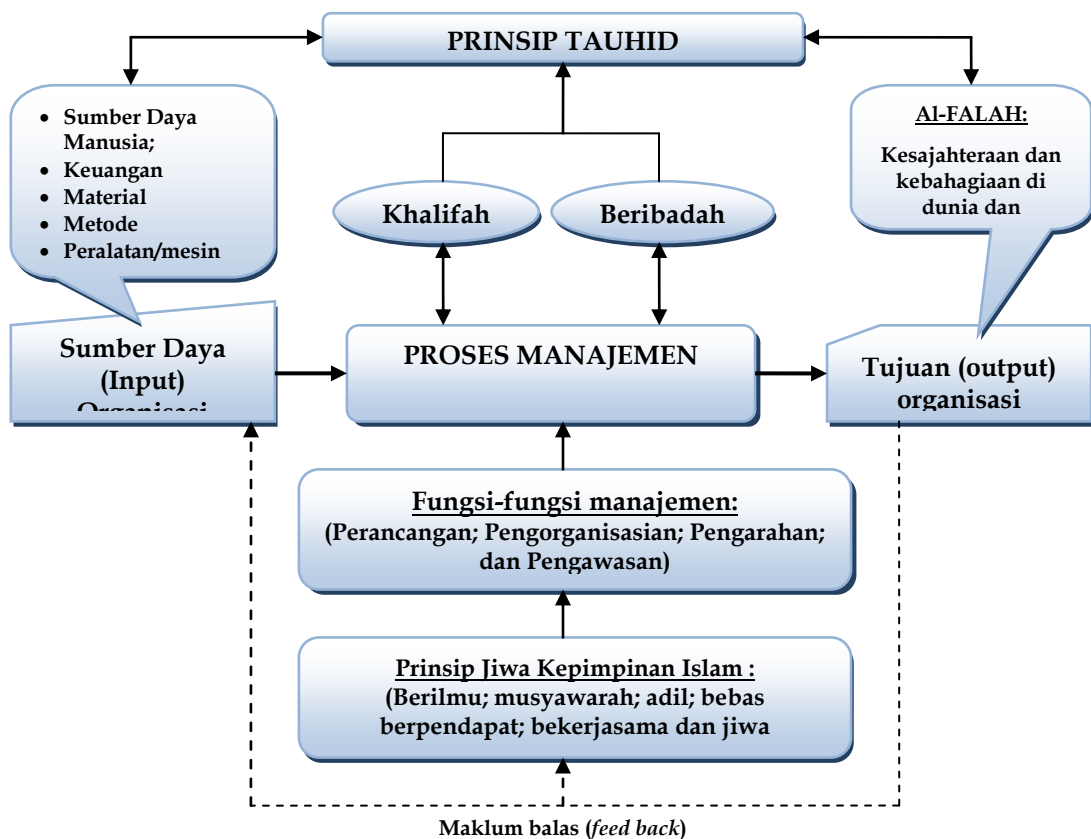 PRINSIP TAUHID
• Sumber Daya
Manusia;
• Keuangan
• Material
• Metode
• Peralatan/mesin
Al-FALAH:
Kesajahteraan dan
kebahagiaan di
dunia dan
Khalifah
Beribadah
Sumber Daya
(Input)
Organisasi
PROSES MANAJEMEN
Tujuan (output)
organisasi
Fungsi-fungsi manajemen:
(Perancangan; Pengorganisasian; Pengarahan;
dan Pengawasan)
Prinsip Jiwa Kepimpinan Islam :
(Berilmu; musyawarah; adil; bebas
berpendapat; bekerjasama dan jiwa
Maklum balas (feed back)